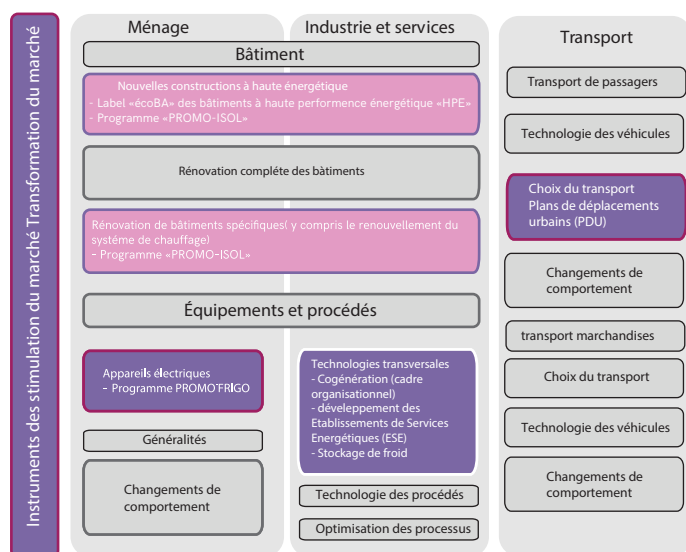 Instruments des stimulation du marché Transformation du marché
Ménage
Industrie et services
Bâtiment
Nouvelles constructions à haute énergétique
- Label «écoBA» des bâtiments à haute performence énergétique «HPE»
- Programme «PROMO-ISOL»
Rénovation compléte des bàtiments
Rénovation de bâtiments spécifiques( y compris le renouvellement du
systéme de chauffage)
- Programme «PROMO-ISOL»
Équipements et procédés
Appareils électriques
- Programme PROMO'FRIGO
Généralités
Changements de
comportement
Technologies transversales
- Cogénération (cadre
organisationnel)
- déveleppement des
Etablissements de Services
Energétiques (ESE)
- Stockage de froid
Technologie des procédés
Optimisation des processus
Transport
Transport de passagers
Technologie des véhicules
Choix du transport
Plans de déplacements
urbains (PDU)
Changements de
comportement
transport marchandises
Choix du transport
Technologie des véhicules
Changements de
comportement